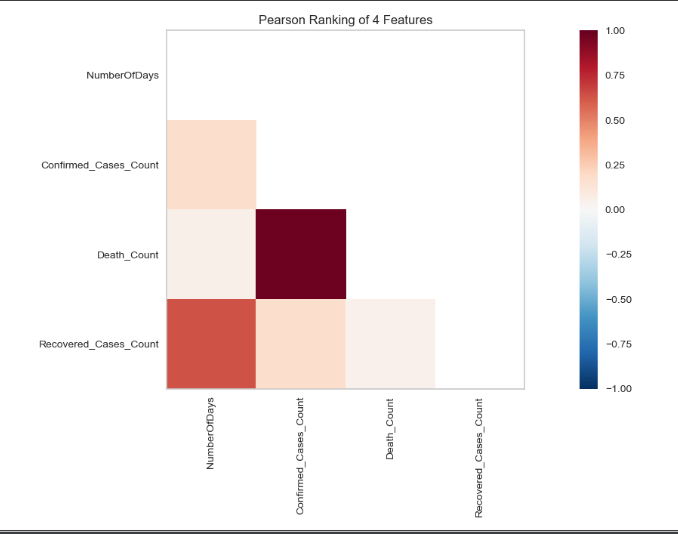 Pearson Ranking of 4 Features
NumberOfDays
Confirmed_Cases_Count
Death_Count
Recovered_Cases_Count
NumberOfDays
Confirmed_Cases_Count
Death_Count
Recovered_Cases_Count
1.00
0.75
0.50
0.25
0.00
−0.25
−0.50
−0.75
−1.00